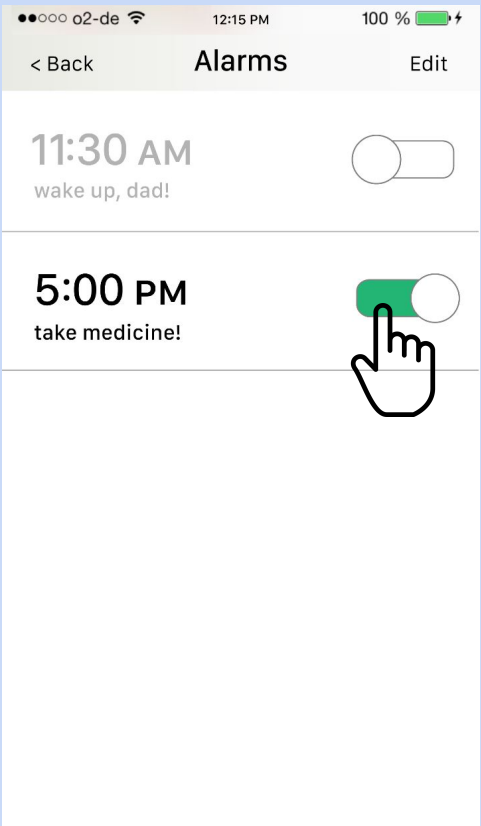 o2-de 12:15 PM 100 %
< Back Alarms Edit
11:30 AM
wake up, dad!
5:00 PM
take medicine!